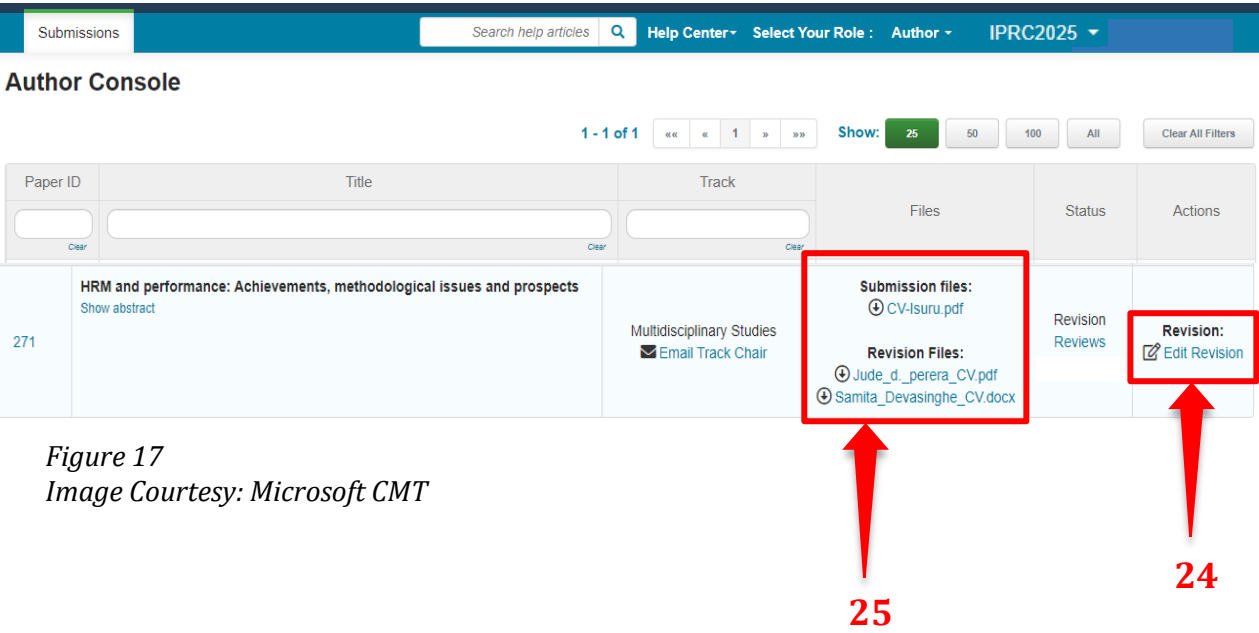 Submissions
Search help articles
Help Center
Select Your Role :
Author
IPRC2025
Author Console
1 - 1 of 1
««
«
1
»
»»
Show:
25
50
100
All
Clear All Filters
Paper ID
Title
Track
Files
Status
Actions
Clear
Clear
Clear
271
HRM and performance: Achievements, methodological issues and prospects
Show abstract
Multidisciplinary Studies
Email Track Chair
Submission files:
CV-Isuru.pdf
Revision Files:
Jude_d._perera_CV.pdf
Samita_Devasinghe_CV.docx
Revision
Reviews
Revision:
Edit Revision
Figure 17
Image Courtesy: Microsoft CMT
24
25